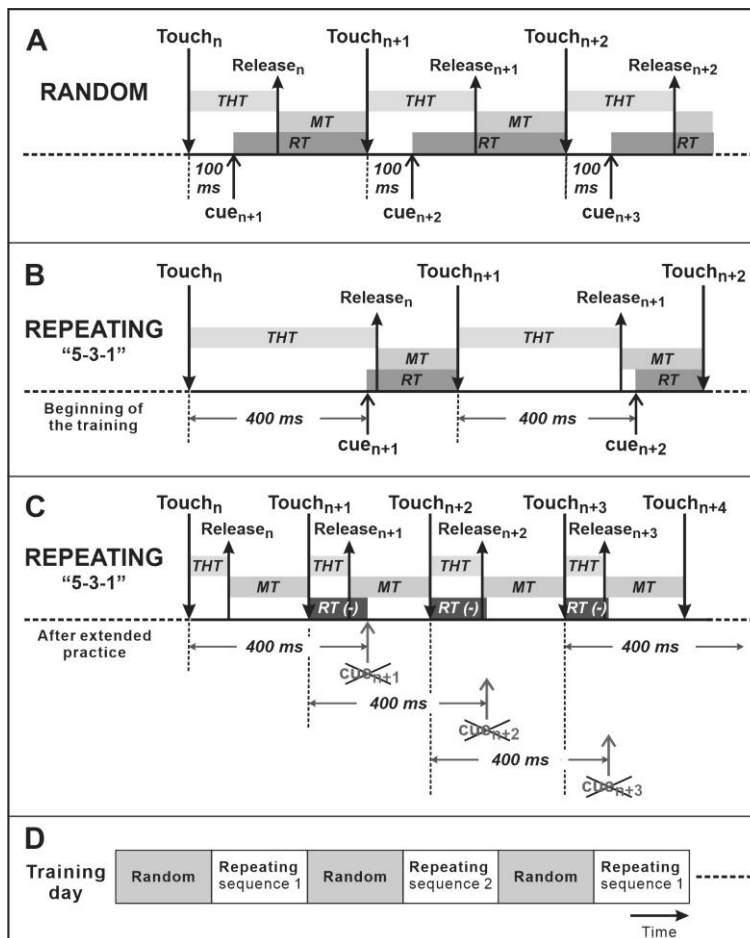 A
Touchn Touchn+1 Touchn+2
Releasen Releasen+1 Releasen+2
RANDOM
THT THT THT
MT MT
RT RT RT
100 ms 100 ms 100 ms
cuen+1 cuen+2 cuen+3
B
Touchn Touchn+1 Touchn+2
Releasen Releasen+1
REPEATING
"5-3-1"
THT THT
MT MT
RT RT
Beginning of
the training
400 ms 400 ms
cuen+1 cuen+2
C
Touchn Touchn+1 Touchn+2 Touchn+3 Touchn+4
Releasen Releasen+1 Releasen+2 Releasen+3
REPEATING
"5-3-1"
THT THT THT THT
MT MT MT MT
RT (-) RT (-) RT (-)
After extended
practice
400 ms 400 ms
cuen+1
400 ms
cuen+2
400 ms
cuen+3
D
Training
day
Random Repeating sequence 1 Random Repeating sequence 2 Random Repeating sequence 1
Time